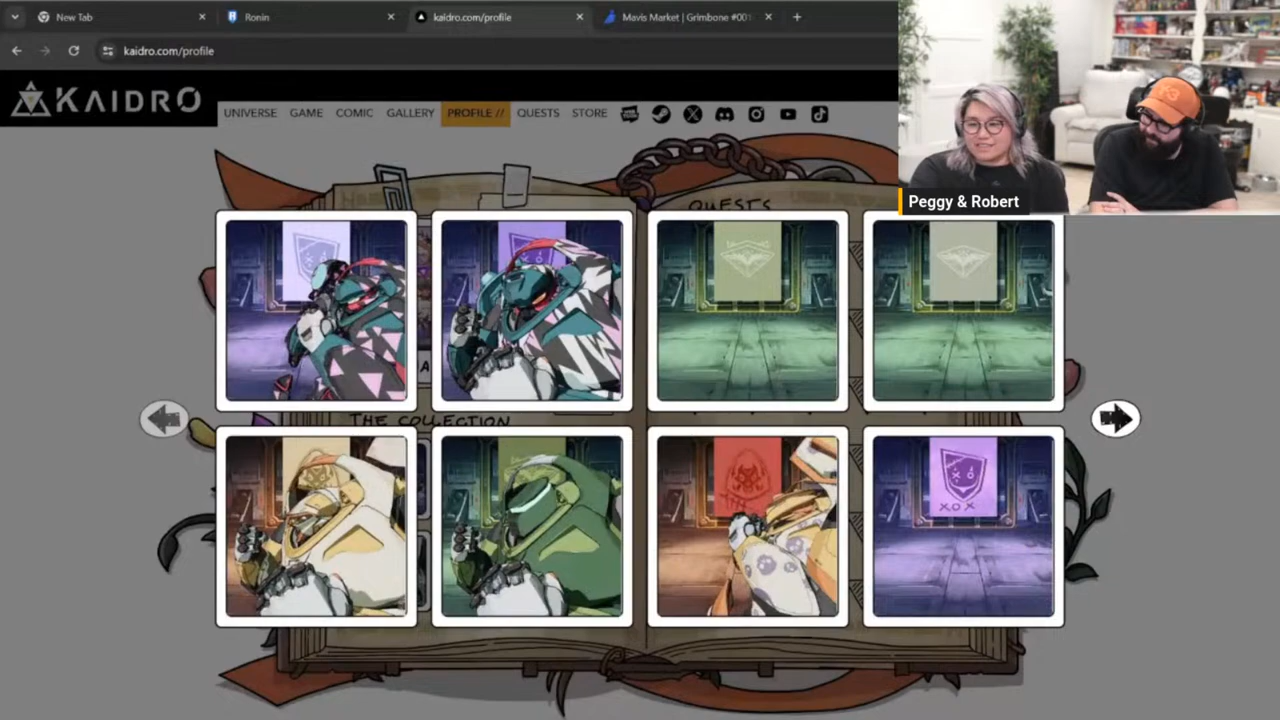 New Tab
Ronin
kaidro.com/profile
Mavis Market | Grimbone #001
kaidro.com/profile
KAIDRO
UNIVERSE
GAME
COMIC
GALLERY
PROFILE //
QUESTS
STORE
Peggy & Robert
QUESTS
THE COLLECTION
XOX